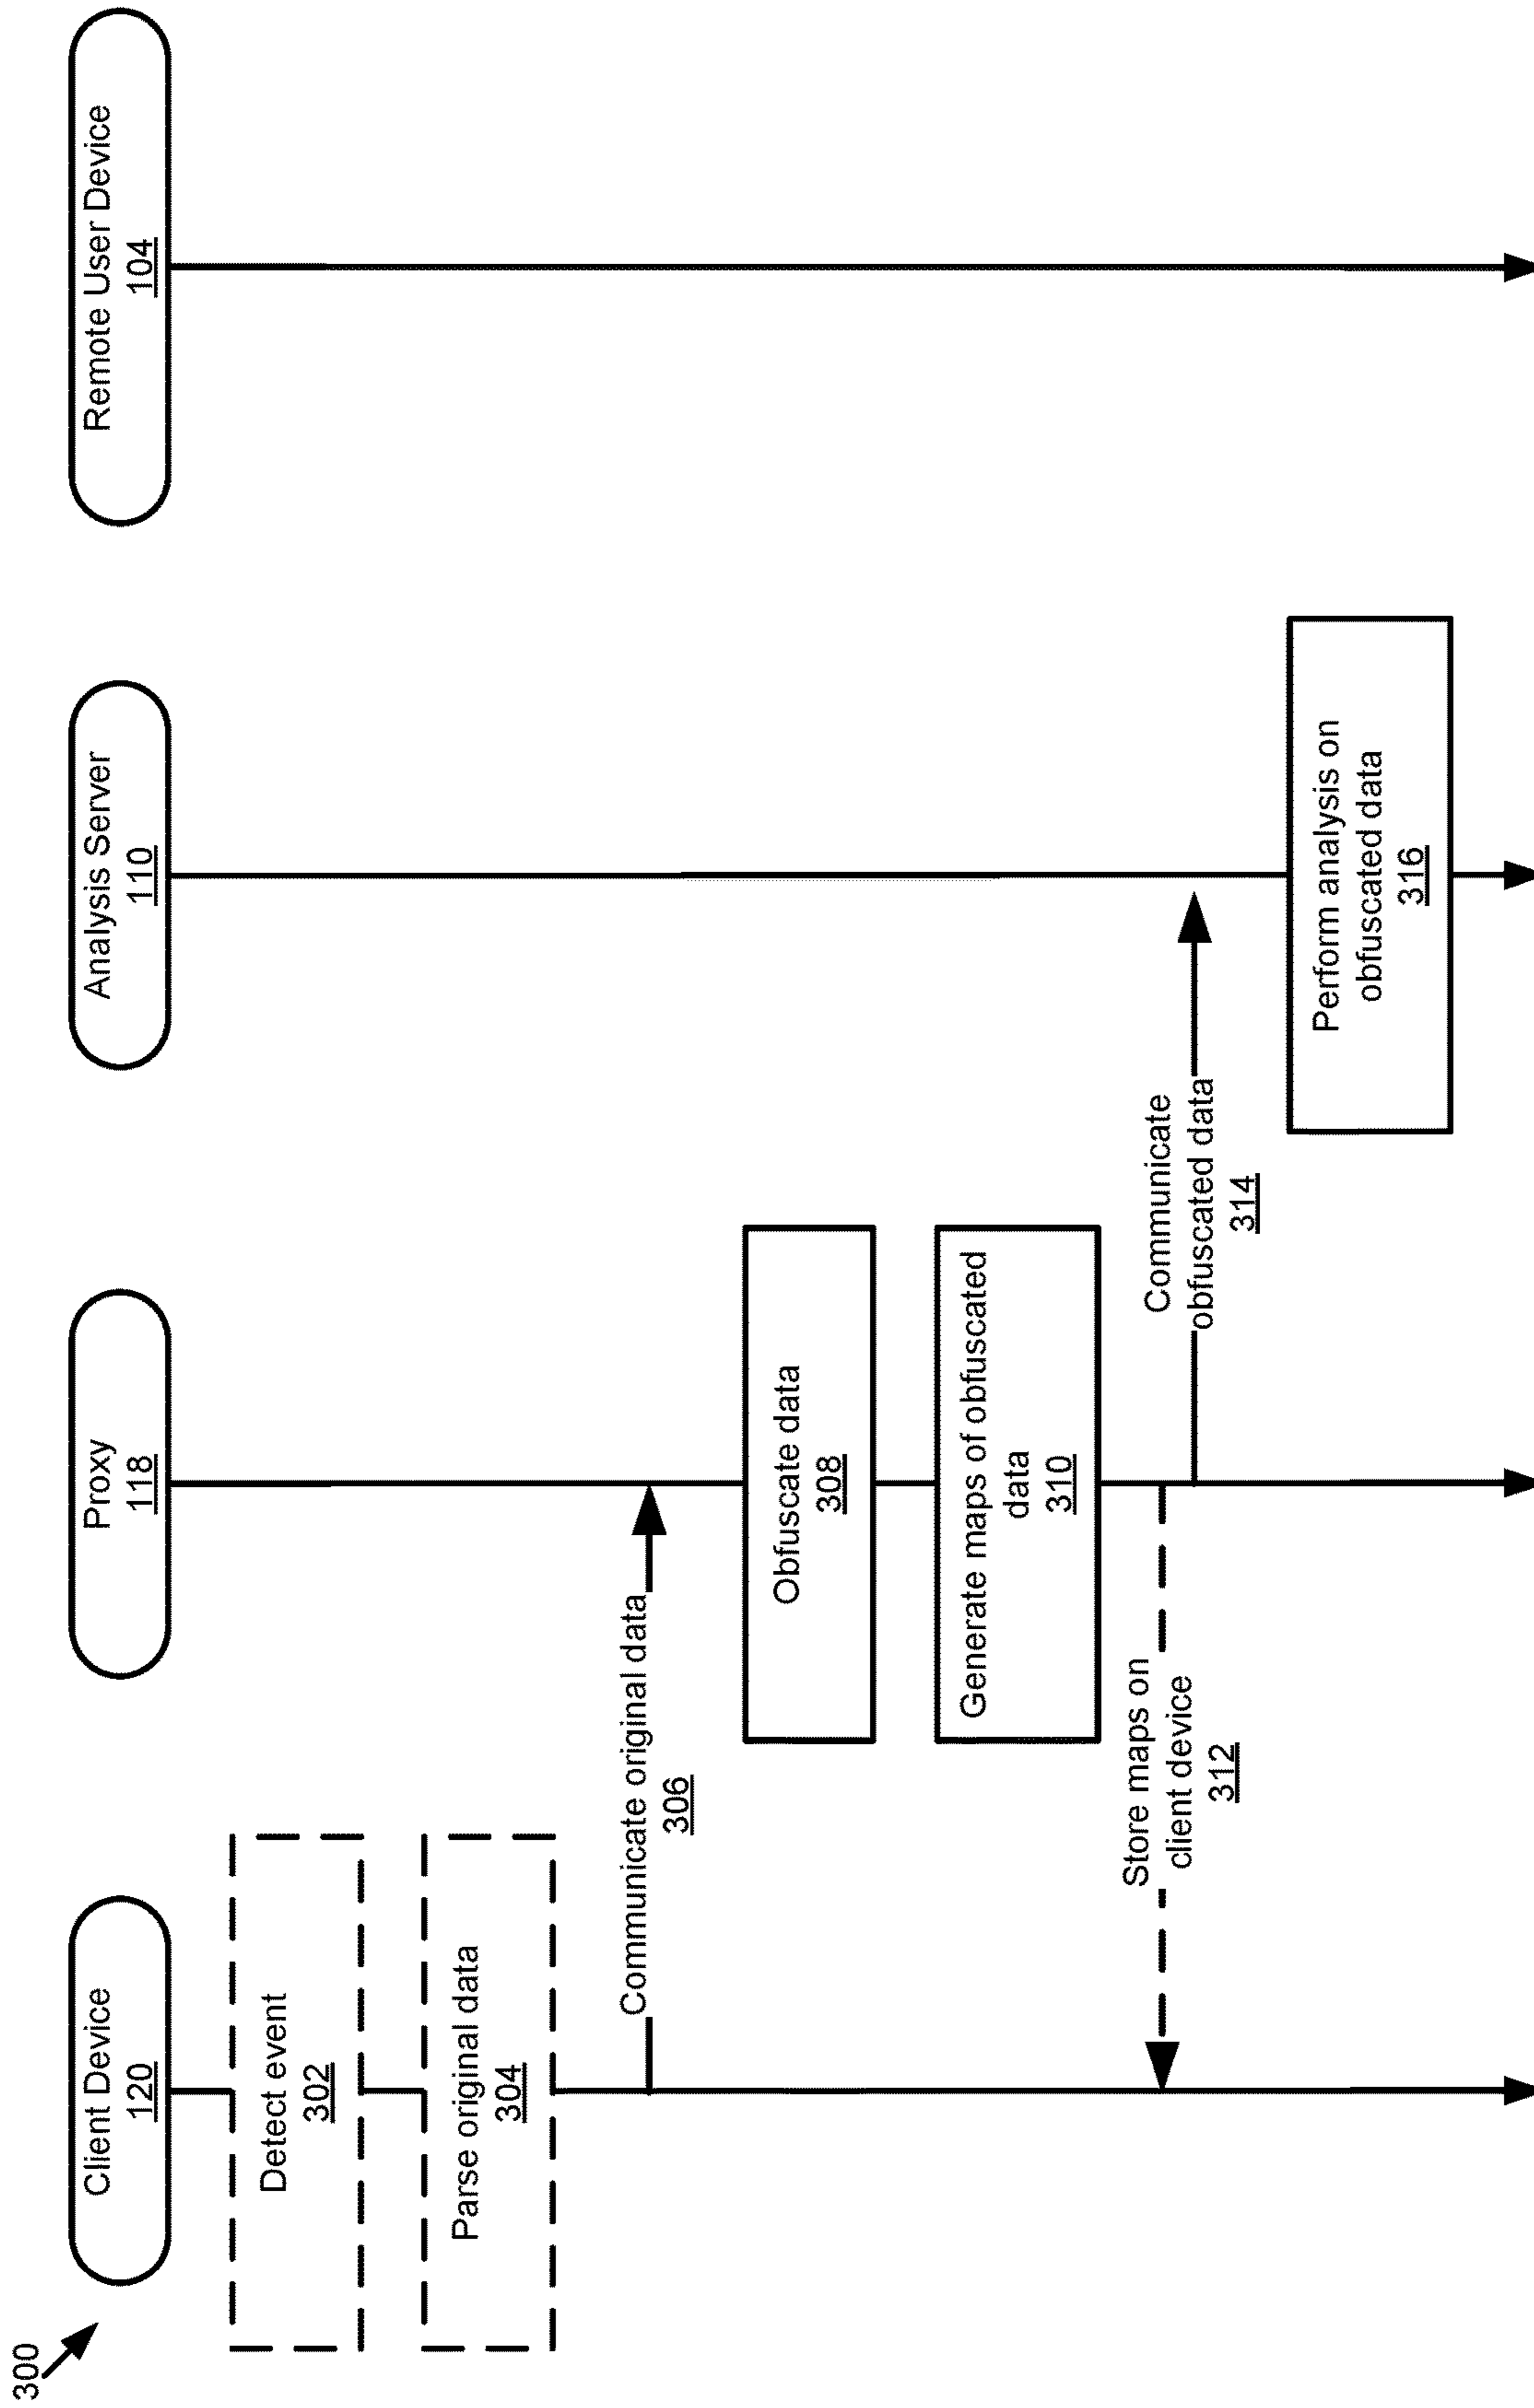 300
Client Device
120
Proxy
118
Analysis Server
110
Remote User Device
104
Detect event
302
Parse original data
304
Communicate original data
306
Obfuscate data
308
Generate maps of obfuscated
data
310
Store maps on
client device
312
Communicate
obfuscated data
314
Perform analysis on
obfuscated data
316